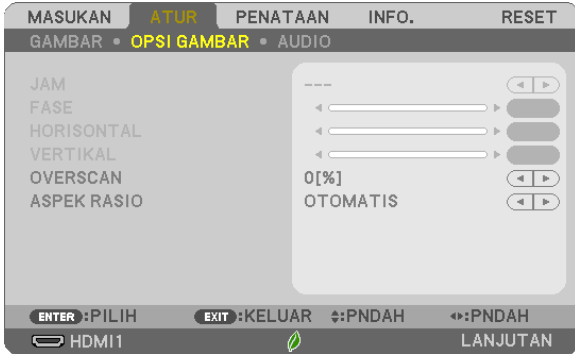 MASUKAN ATUR PENATAAN INFO. RESET
GAMBAR • OPSI GAMBAR • AUDIO
JAM ---
FASE
HORISONTAL
VERTIKAL
OVERSCAN 0[%]
ASPEK RASIO OTOMATIS
ENTER :PILIH EXIT :KELUAR ⬍:PNDAH ⬌:PNDAH
HDMI1 LANJUTAN